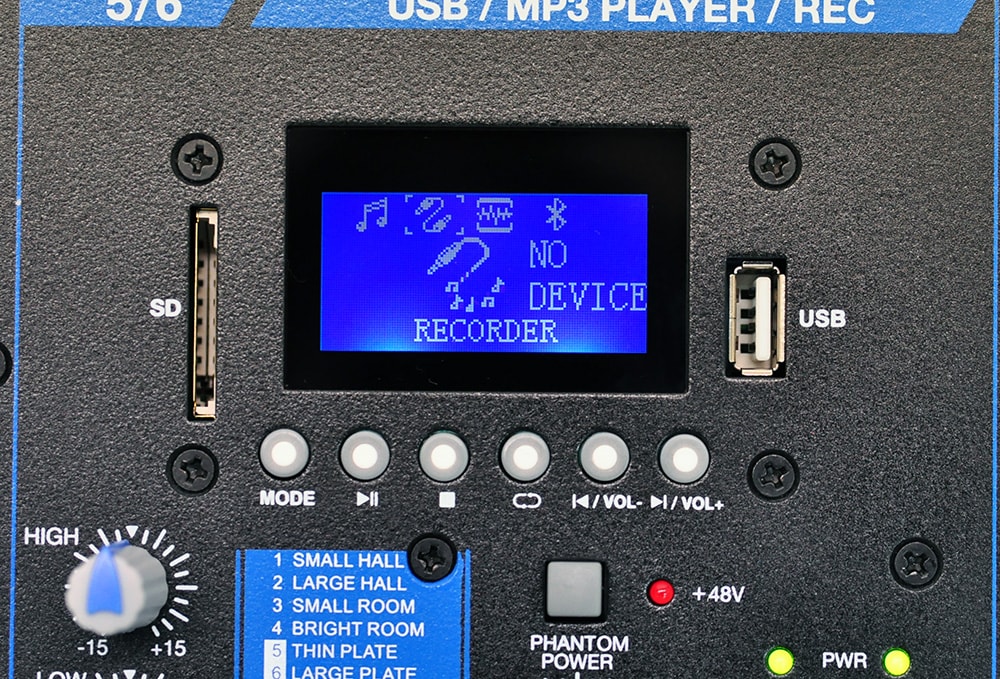 5/6
USB / MP3 PLAYER / REC
NO
DEVICE
RECORDER
SD
USB
MODE
/ VOL-
/ VOL+
HIGH
-15
+15
LOW
1 SMALL HALL
2 LARGE HALL
3 SMALL ROOM
4 BRIGHT ROOM
5 THIN PLATE
6 LARGE PLATE
+48V
PHANTOM
POWER
PWR